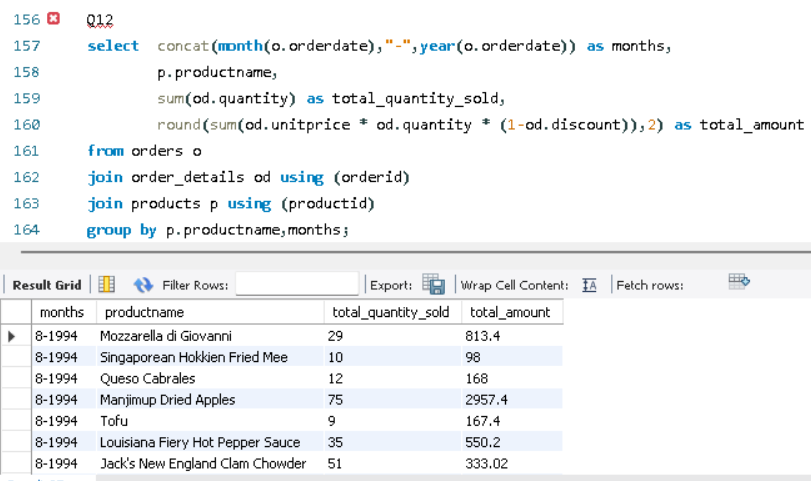 156 Q12
157 select concat(month(o.orderdate),"-",year(o.orderdate)) as months,
158 p.productname,
159 sum(od.quantity) as total_quantity_sold,
160 round(sum(od.unitprice * od.quantity * (1-od.discount)),2) as total_amount
161 from orders o
162 join order_details od using (orderid)
163 join products p using (productid)
164 group by p.productname,months;
Result Grid Filter Rows: Export: Wrap Cell Content: IA Fetch rows:
months productname total_quantity_sold total_amount
8-1994 Mozzarella di Giovanni 29 813.4
8-1994 Singaporean Hokkien Fried Mee 10 98
8-1994 Queso Cabrales 12 168
8-1994 Manjimup Dried Apples 75 2957.4
8-1994 Tofu 9 167.4
8-1994 Louisiana Fiery Hot Pepper Sauce 35 550.2
8-1994 Jack's New England Clam Chowder 51 333.02